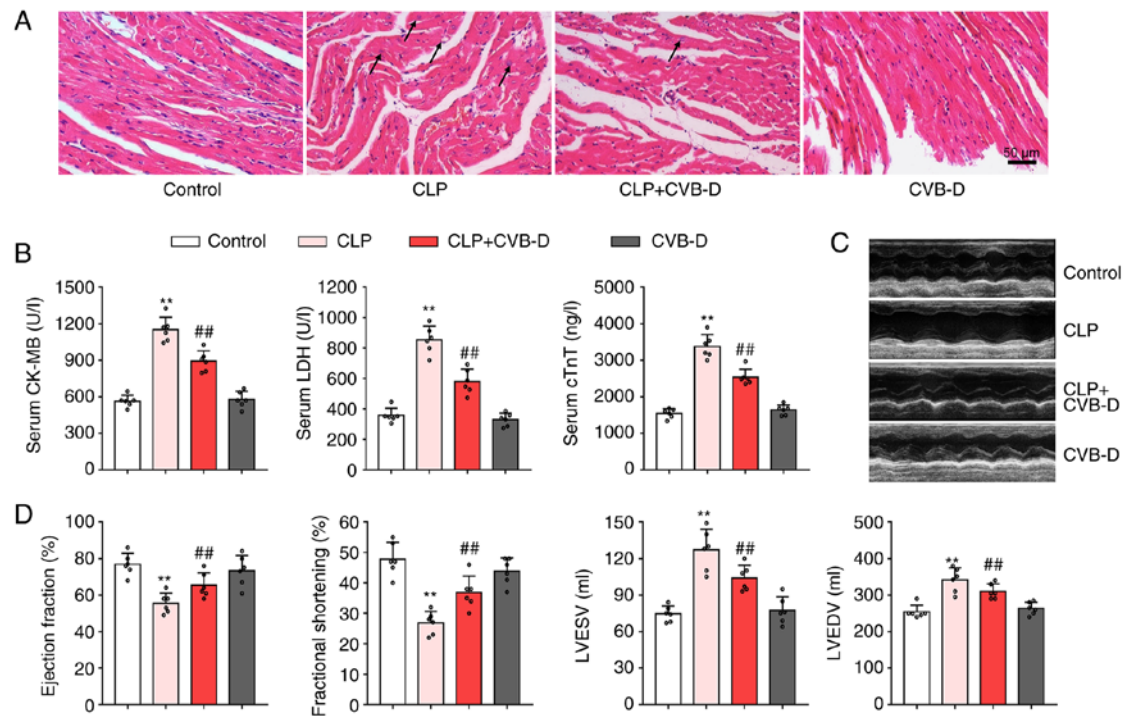 A
Control
CLP
CLP+CVB-D
CVB-D
50 µm
Control
CLP
CLP+CVB-D
CVB-D
B
Serum CK-MB (U/l)
1500
1200
900
600
300
0
**
##
Serum LDH (U/l)
1200
1000
800
600
400
200
0
**
##
Serum cTnT (ng/l)
5000
4000
3000
2000
1000
0
**
##
C
Control
CLP
CLP+
CVB-D
CVB-D
D
Ejection fraction (%)
100
80
60
40
20
0
**
##
Fractional shortening (%)
60
50
40
30
20
10
0
**
##
LVESV (ml)
150
120
90
60
30
0
**
##
LVEDV (ml)
500
400
300
200
100
0
**
##